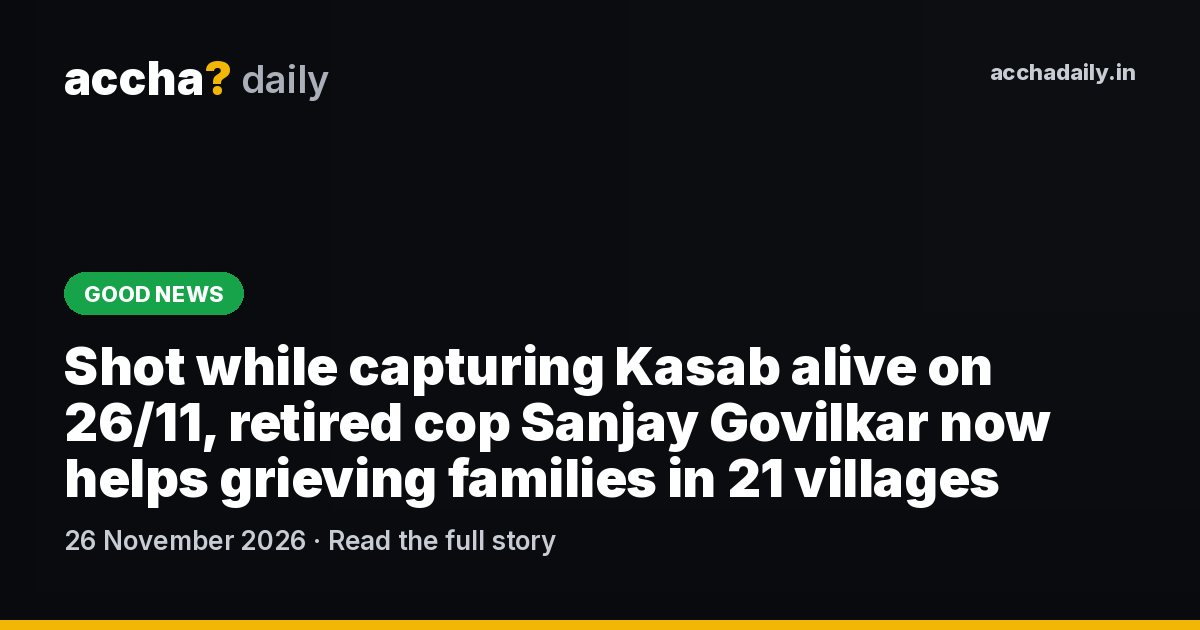 accha? daily
acchadaily.in
GOOD NEWS
Shot while capturing Kasab alive on
26/11, retired cop Sanjay Govilkar now
helps grieving families in 21 villages
26 November 2026 · Read the full story